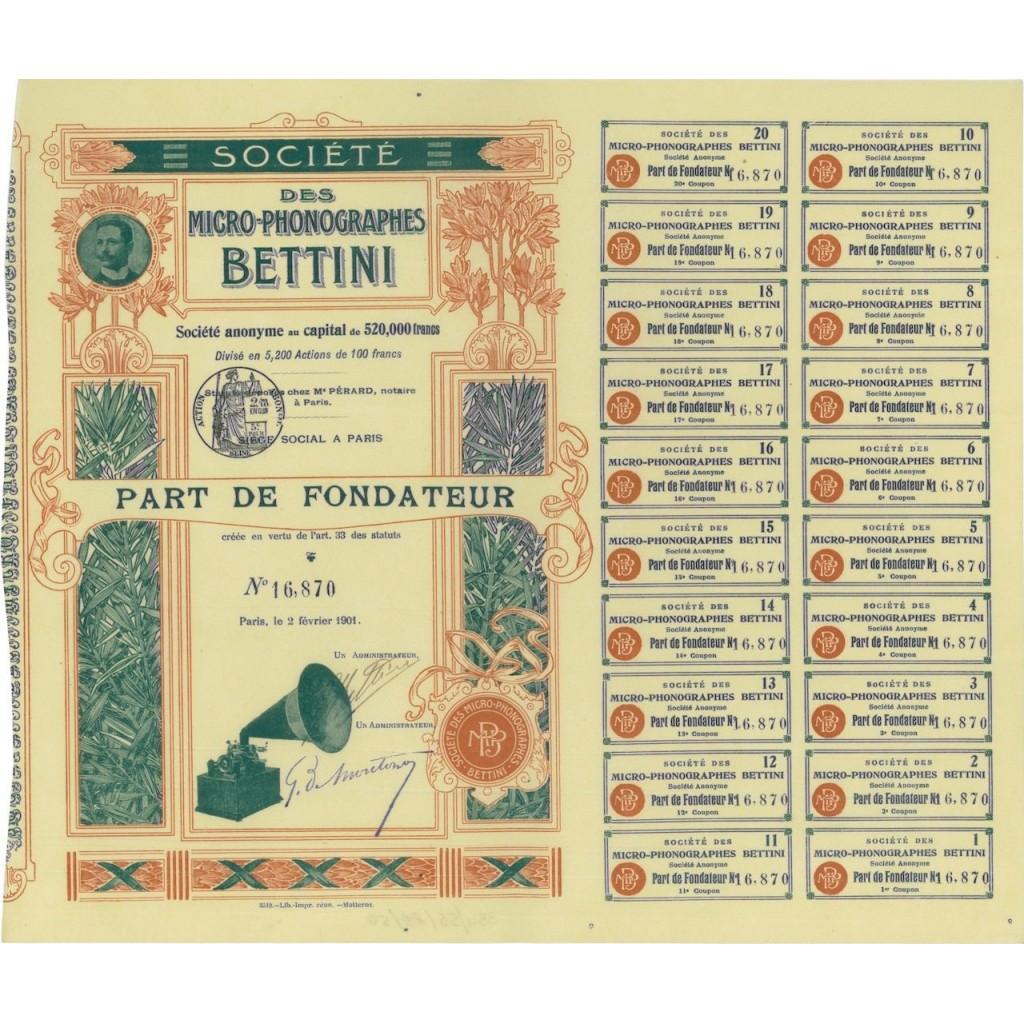 SOCIÉTÉ
DES
MICRO-PHONOGRAPHES
BETTINI
Société anonyme au capital de 520,000 francs
Divisé en 5,200 Actions de 100 francs
chez Me PÉRARD, notaire
à Paris.
SIÈGE SOCIAL A PARIS
ACTION
SEINE
PART DE FONDATEUR
créée en vertu de l'art. 33 des statuts
No 16,870
Paris, le 2 février 1901.
UN ADMINISTRATEUR,
UN ADMINISTRATEUR,
SOCIÉTÉ DES MICRO-PHONOGRAPHES
BETTINI
MPB
Lib.-Impr. réun.
SOCIÉTÉ DES 20
MICRO-PHONOGRAPHES BETTINI
Société Anonyme
Part de Fondateur No 16,870
20e Coupon
SOCIÉTÉ DES 10
MICRO-PHONOGRAPHES BETTINI
Société Anonyme
Part de Fondateur No 16,870
10e Coupon
SOCIÉTÉ DES 19
MICRO-PHONOGRAPHES BETTINI
Société Anonyme
Part de Fondateur No 16,870
19e Coupon
SOCIÉTÉ DES 9
MICRO-PHONOGRAPHES BETTINI
Société Anonyme
Part de Fondateur No 16,870
9e Coupon
SOCIÉTÉ DES 18
MICRO-PHONOGRAPHES BETTINI
Société Anonyme
Part de Fondateur No 16,870
18e Coupon
SOCIÉTÉ DES 8
MICRO-PHONOGRAPHES BETTINI
Société Anonyme
Part de Fondateur No 16,870
8e Coupon
SOCIÉTÉ DES 17
MICRO-PHONOGRAPHES BETTINI
Société Anonyme
Part de Fondateur No 16,870
17e Coupon
SOCIÉTÉ DES 7
MICRO-PHONOGRAPHES BETTINI
Société Anonyme
Part de Fondateur No 16,870
7e Coupon
SOCIÉTÉ DES 16
MICRO-PHONOGRAPHES BETTINI
Société Anonyme
Part de Fondateur No 16,870
16e Coupon
SOCIÉTÉ DES 6
MICRO-PHONOGRAPHES BETTINI
Société Anonyme
Part de Fondateur No 16,870
6e Coupon
SOCIÉTÉ DES 15
MICRO-PHONOGRAPHES BETTINI
Société Anonyme
Part de Fondateur No 16,870
15e Coupon
SOCIÉTÉ DES 5
MICRO-PHONOGRAPHES BETTINI
Société Anonyme
Part de Fondateur No 16,870
5e Coupon
SOCIÉTÉ DES 14
MICRO-PHONOGRAPHES BETTINI
Société Anonyme
Part de Fondateur No 16,870
14e Coupon
SOCIÉTÉ DES 4
MICRO-PHONOGRAPHES BETTINI
Société Anonyme
Part de Fondateur No 16,870
4e Coupon
SOCIÉTÉ DES 13
MICRO-PHONOGRAPHES BETTINI
Société Anonyme
Part de Fondateur No 16,870
13e Coupon
SOCIÉTÉ DES 3
MICRO-PHONOGRAPHES BETTINI
Société Anonyme
Part de Fondateur No 16,870
3e Coupon
SOCIÉTÉ DES 12
MICRO-PHONOGRAPHES BETTINI
Société Anonyme
Part de Fondateur No 16,870
12e Coupon
SOCIÉTÉ DES 2
MICRO-PHONOGRAPHES BETTINI
Société Anonyme
Part de Fondateur No 16,870
2e Coupon
SOCIÉTÉ DES 11
MICRO-PHONOGRAPHES BETTINI
Société Anonyme
Part de Fondateur No 16,870
11e Coupon
SOCIÉTÉ DES 1
MICRO-PHONOGRAPHES BETTINI
Société Anonyme
Part de Fondateur No 16,870
1er Coupon